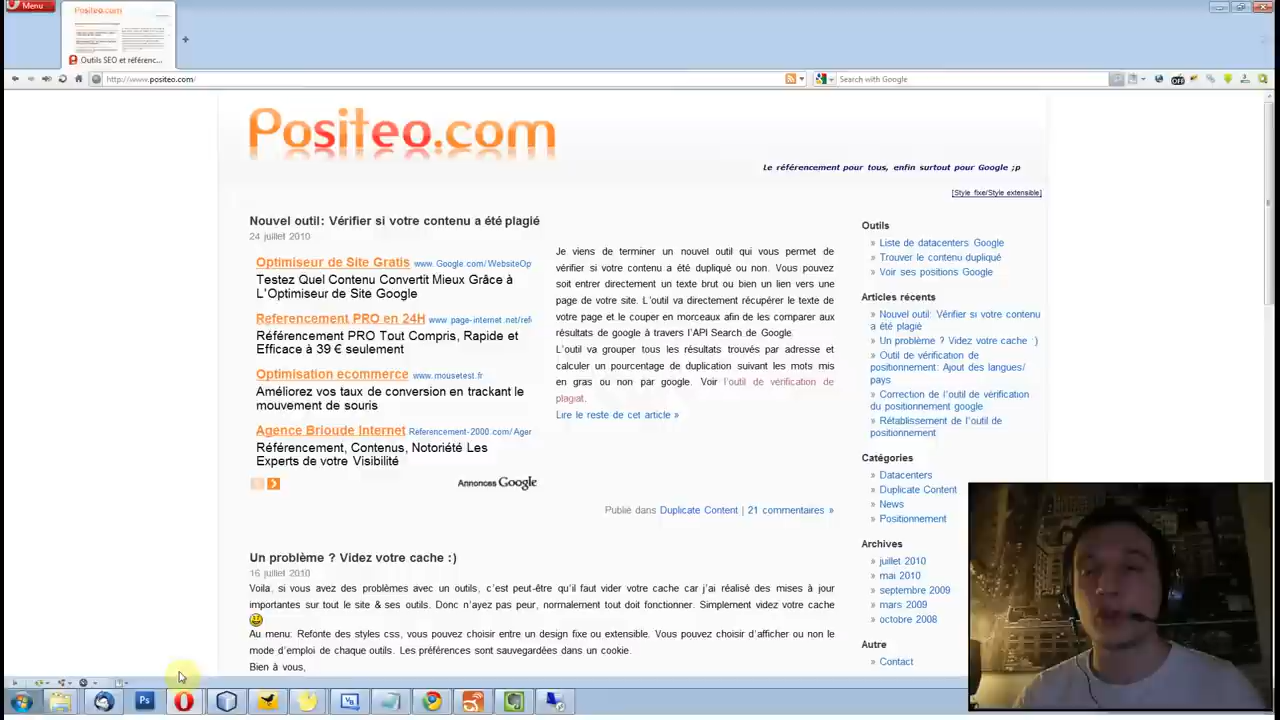 Menu
Positeo.com
Outils SEO et référenc...
http://www.positeo.com/
Search with Google
Positeo.com
Le référencement pour tous, enfin surtout pour Google ;p
[Style fixe/Style extensible]
Nouvel outil: Vérifier si votre contenu a été plagié
24 juillet 2010
Optimiseur de Site Gratis www. Google.com/WebsiteOp
Testez Quel Contenu Convertit Mieux Grâce à
L'Optimiseur de Site Google
Referencement PRO en 24H www. page-internet .net/ref
Référencement PRO Tout Compris, Rapide et
Efficace à 39 € seulement
Optimisation ecommerce www.mousetest.fr
Améliorez vos taux de conversion en trackant le
mouvement de souris
Agence Brioude Internet Referencement-2000.com/Agen
Référencement, Contenus, Notoriété Les
Experts de votre Visibilité
Annonces Google
Je viens de terminer un nouvel outil qui vous permet de
vérifier si votre contenu a été dupliqué ou non. Vous pouvez
soit entrer directement un texte brut ou bien un lien vers une
page de votre site. L'outil va directement récupérer le texte de
votre page et le couper en morceaux afin de les comparer aux
résultats de google à travers l'API Search de Google.
L'outil va grouper tous les résultats trouvés par adresse et
calculer un pourcentage de duplication suivant les mots mis
en gras ou non par google. Voir l'outil de vérification de
plagiat.
Lire le reste de cet article »
Publié dans Duplicate Content | 21 commentaires »
Un problème ? Videz votre cache :)
16 juillet 2010
Voila, si vous avez des problèmes avec un outils, c'est peut-être qu'il faut vider votre cache car j'ai réalisé des mises à jour
importantes sur tout le site & ses outils. Donc n'ayez pas peur, normalement tout doit fonctionner. Simplement videz votre cache
Au menu: Refonte des styles css, vous pouvez choisir entre un design fixe ou extensible. Vous pouvez choisir d'afficher ou non le
mode d'emploi de chaque outils. Les préférences sont sauvegardées dans un cookie.
Bien à vous,
Outils
» Liste de datacenters Google
» Trouver le contenu dupliqué
» Voir ses positions Google
Articles récents
» Nouvel outil: Vérifier si votre contenu
a été plagié
» Un problème ? Videz votre cache :)
» Outil de vérification de
positionnement: Ajout des langues/
pays
» Correction de l'outil de vérification
du positionnement google
» Rétablissement de l'outil de
positionnement
Catégories
» Datacenters
» Duplicate Content
» News
» Positionnement
Archives
» juillet 2010
» mai 2010
» septembre 2009
» mars 2009
» octobre 2008
Autre
» Contact